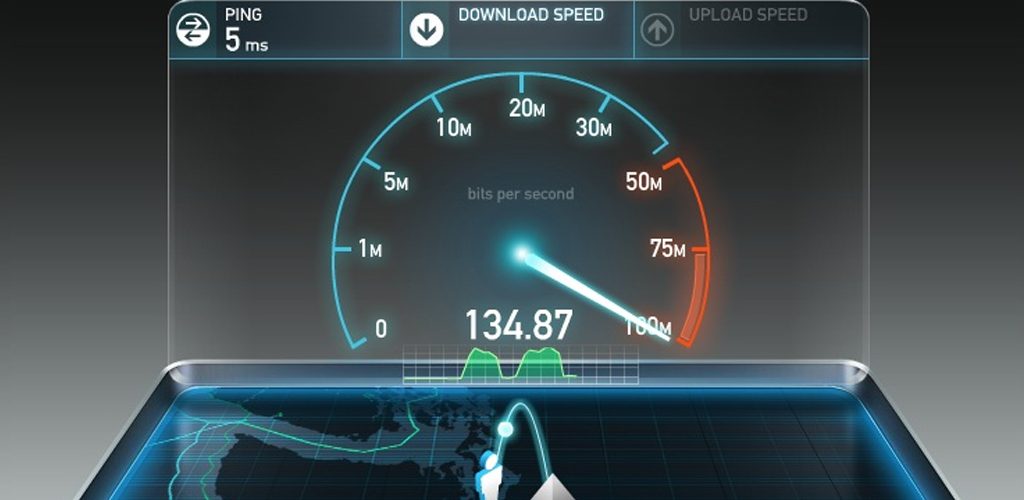 PING
5 ms
DOWNLOAD SPEED
UPLOAD SPEED
20M
10M
30M
5M
50M
bits per second
1M
75M
134.87
0
100M